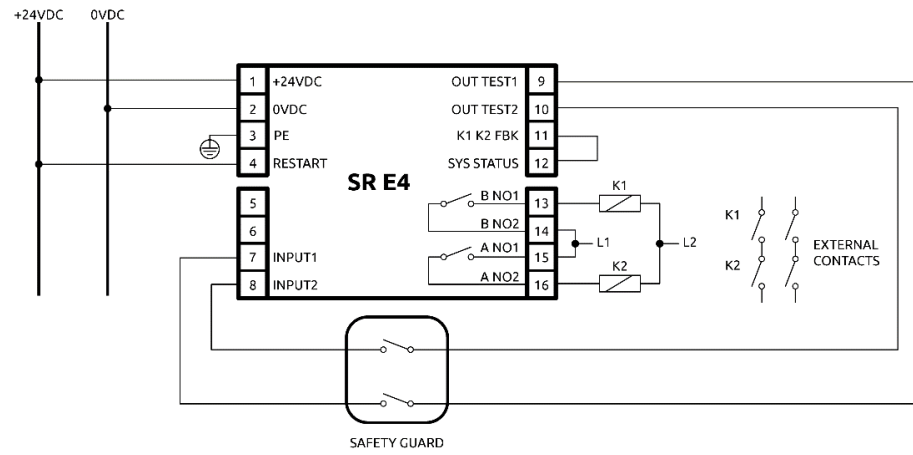 +24VDC 0VDC
1 +24VDC OUT TEST1 9
2 0VDC OUT TEST2 10
3 PE K1 K2 FBK 11
4 RESTART SYS STATUS 12
SR E4
5 B NO1 13 K1
6 B NO2 14
L1 L2
7 INPUT1 A NO1 15
8 INPUT2 A NO2 16 K2
K1
K2
EXTERNAL
CONTACTS
SAFETY GUARD